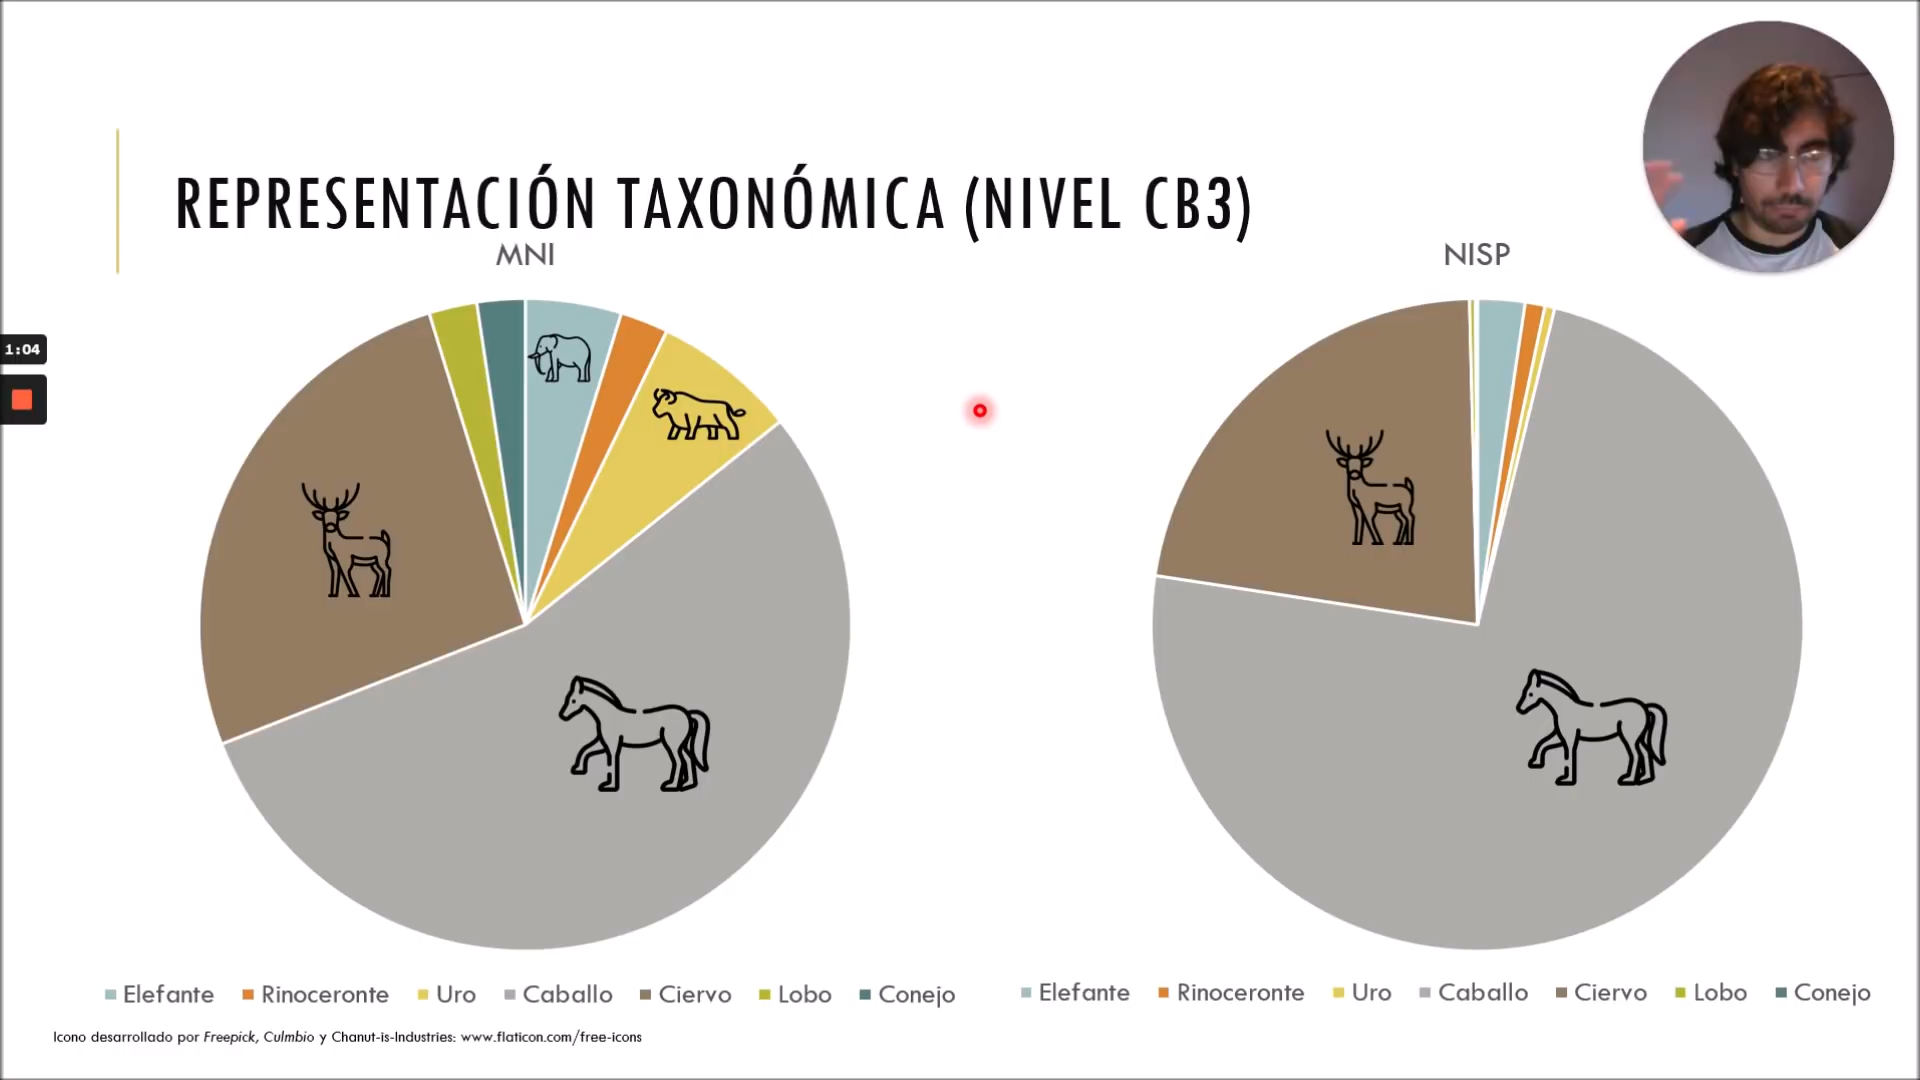 REPRESENTACIÓN TAXONÓMICA (NIVEL CB3)
MNI
NISP
1:04
Elefante Rinoceronte Uro Caballo Ciervo Lobo Conejo
Elefante Rinoceronte Uro Caballo Ciervo Lobo Conejo
Icono desarrollado por Freepick, Culmbio y Chanut-is-Industries: www.flaticon.com/free-icons